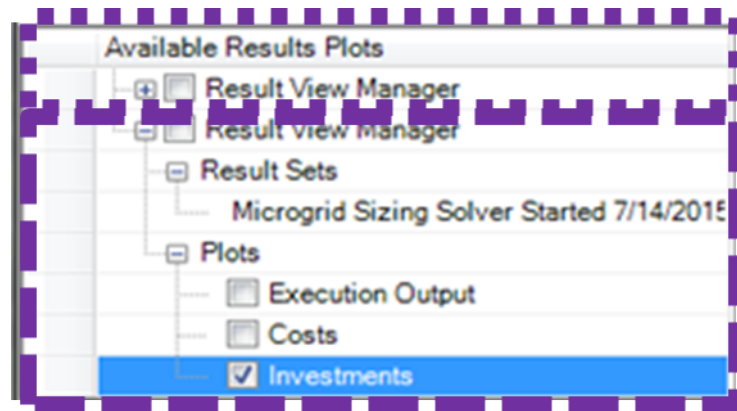 Available Results Plots
Result View Manager
Result View Manager
Result Sets
Microgrid Sizing Solver Started 7/14/2015
Plots
Execution Output
Costs
Investments